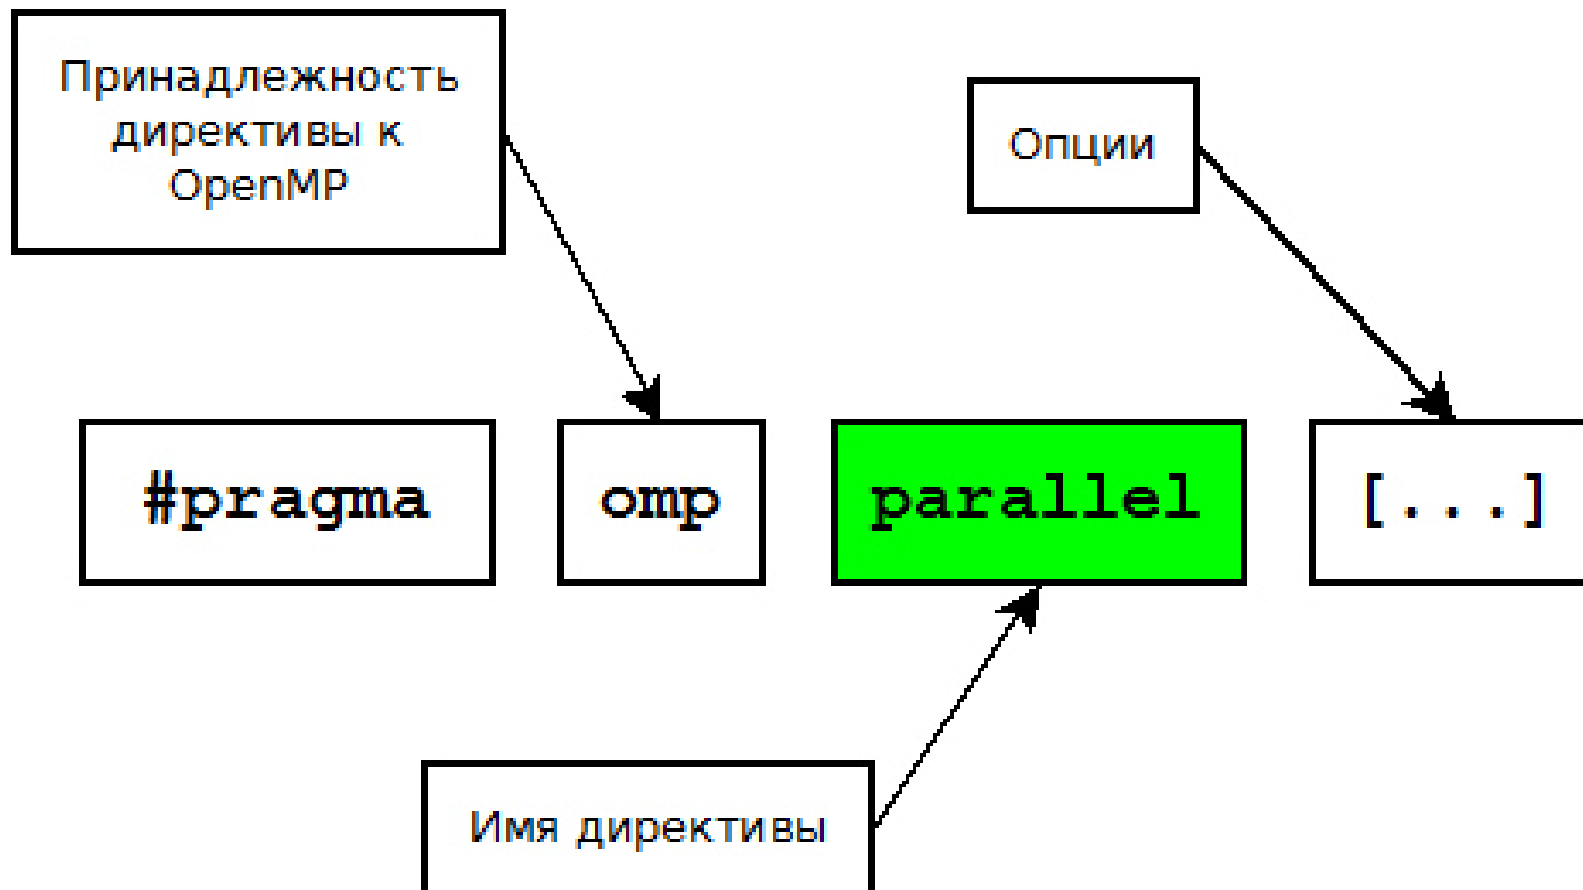 Принадлежность
директивы к
OpenMP
Опции
#pragma
omp
parallel
[...]
Имя директивы